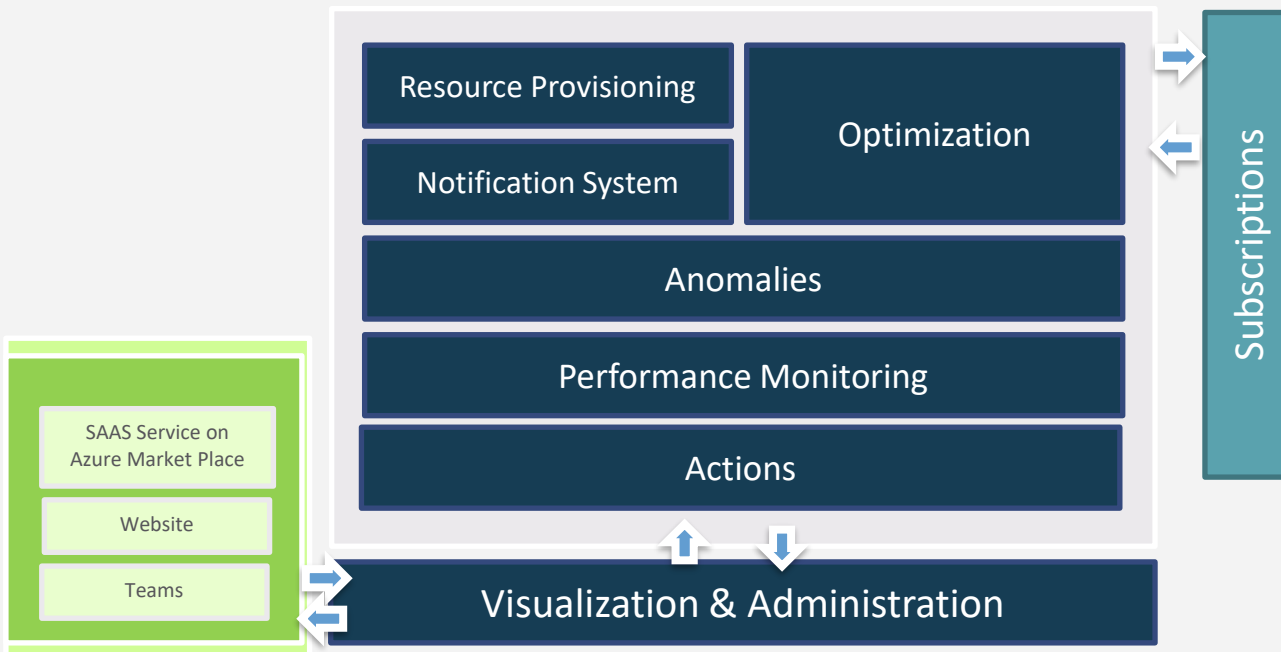 Resource Provisioning
Notification System
Optimization
Anomalies
Performance Monitoring
Actions
Subscriptions
SAAS Service on
Azure Market Place
Website
Teams
Visualization & Administration